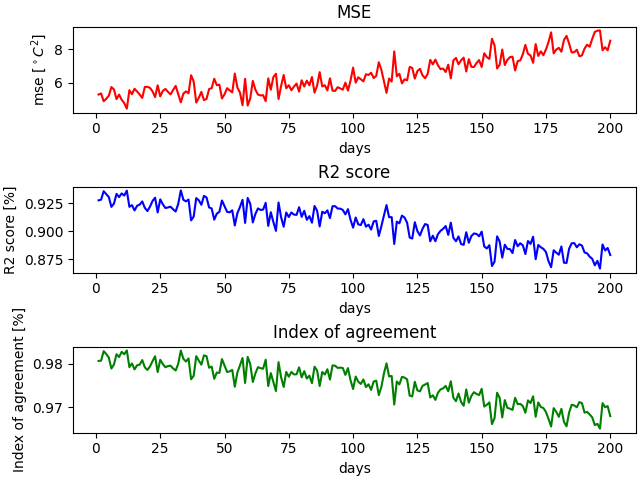 MSE
mse [$^\circ C^2$]
8
6
0 25 50 75 100 125 150 175 200
days
R2 score
R2 score [%]
0.925
0.900
0.875
0 25 50 75 100 125 150 175 200
days
Index of agreement
Index of agreement [%]
0.98
0.97
0 25 50 75 100 125 150 175 200
days